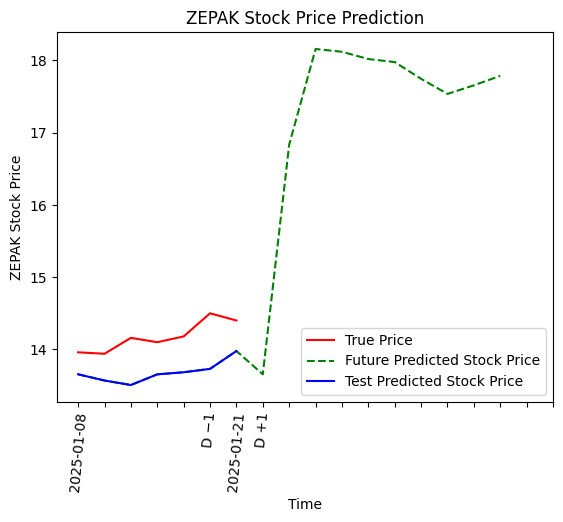 ZEPAK Stock Price Prediction
ZEPAK Stock Price
18
17
16
15
14
True Price
Future Predicted Stock Price
Test Predicted Stock Price
2025-01-08
D −1
2025-01-21
D +1
Time